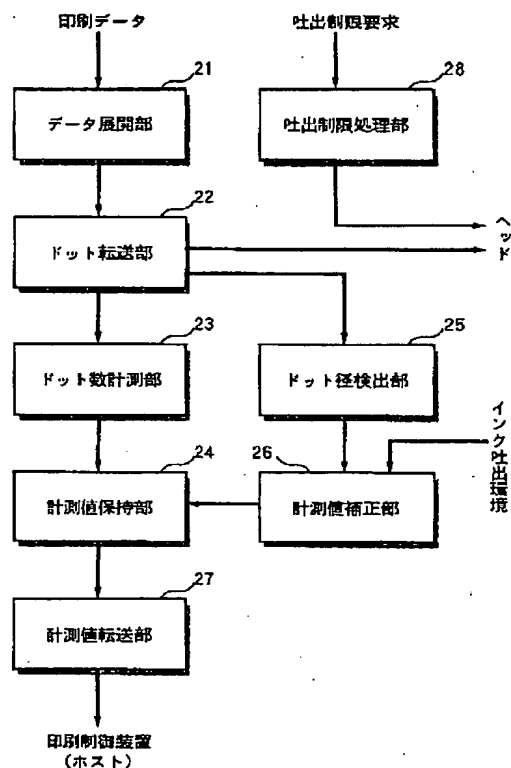 印刷データ
吐出制限要求
21
データ展開部
28
吐出制限処理部
22
ドット転送部
ヘッド
23
ドット数計測部
25
ドット径検出部
インク吐出環境
24
計測値保持部
26
計測値補正部
27
計測値転送部
印刷制御装置
(ホスト)